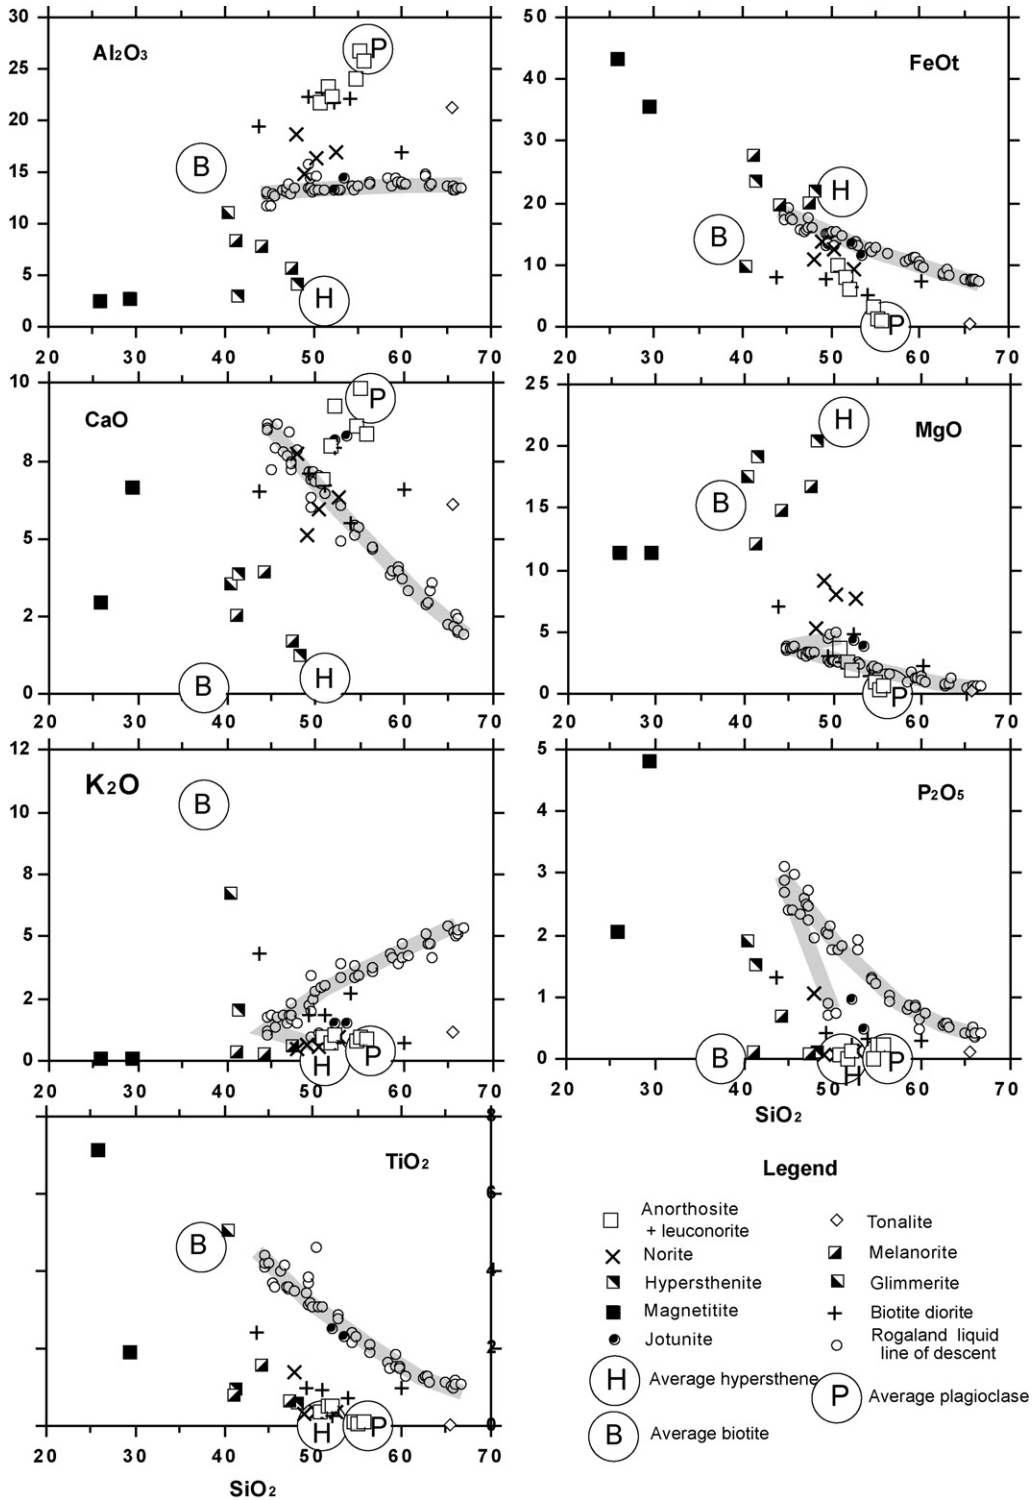 30
25
20
15
10
5
0
Al₂O₃
P
B
H
20 30 40 50 60 70
50
40
30
20
10
0
FeOt
H
B
P
20 30 40 50 60 70
10
8
5
2
0
CaO
P
B
H
20 30 40 50 60 70
25
20
15
10
5
0
MgO
H
B
P
20 30 40 50 60 70
12
10
8
5
2
0
K₂O
B
H
P
20 30 40 50 60 70
5
4
3
2
1
0
P₂O₅
B
H
P
20 30 40 50 60 70
SiO₂
8
6
4
2
0
TiO₂
B
H
P
20 30 40 50 60 70
SiO₂
Legend
Anorthosite
+ leuconorite
Norite
Hypersthenite
Magnetitite
Jotunite
Average hypersthene
Average biotite
Tonalite
Melanorite
Glimmerite
Biotite diorite
Rogaland liquid
line of descent
Average plagioclase
H
B
P